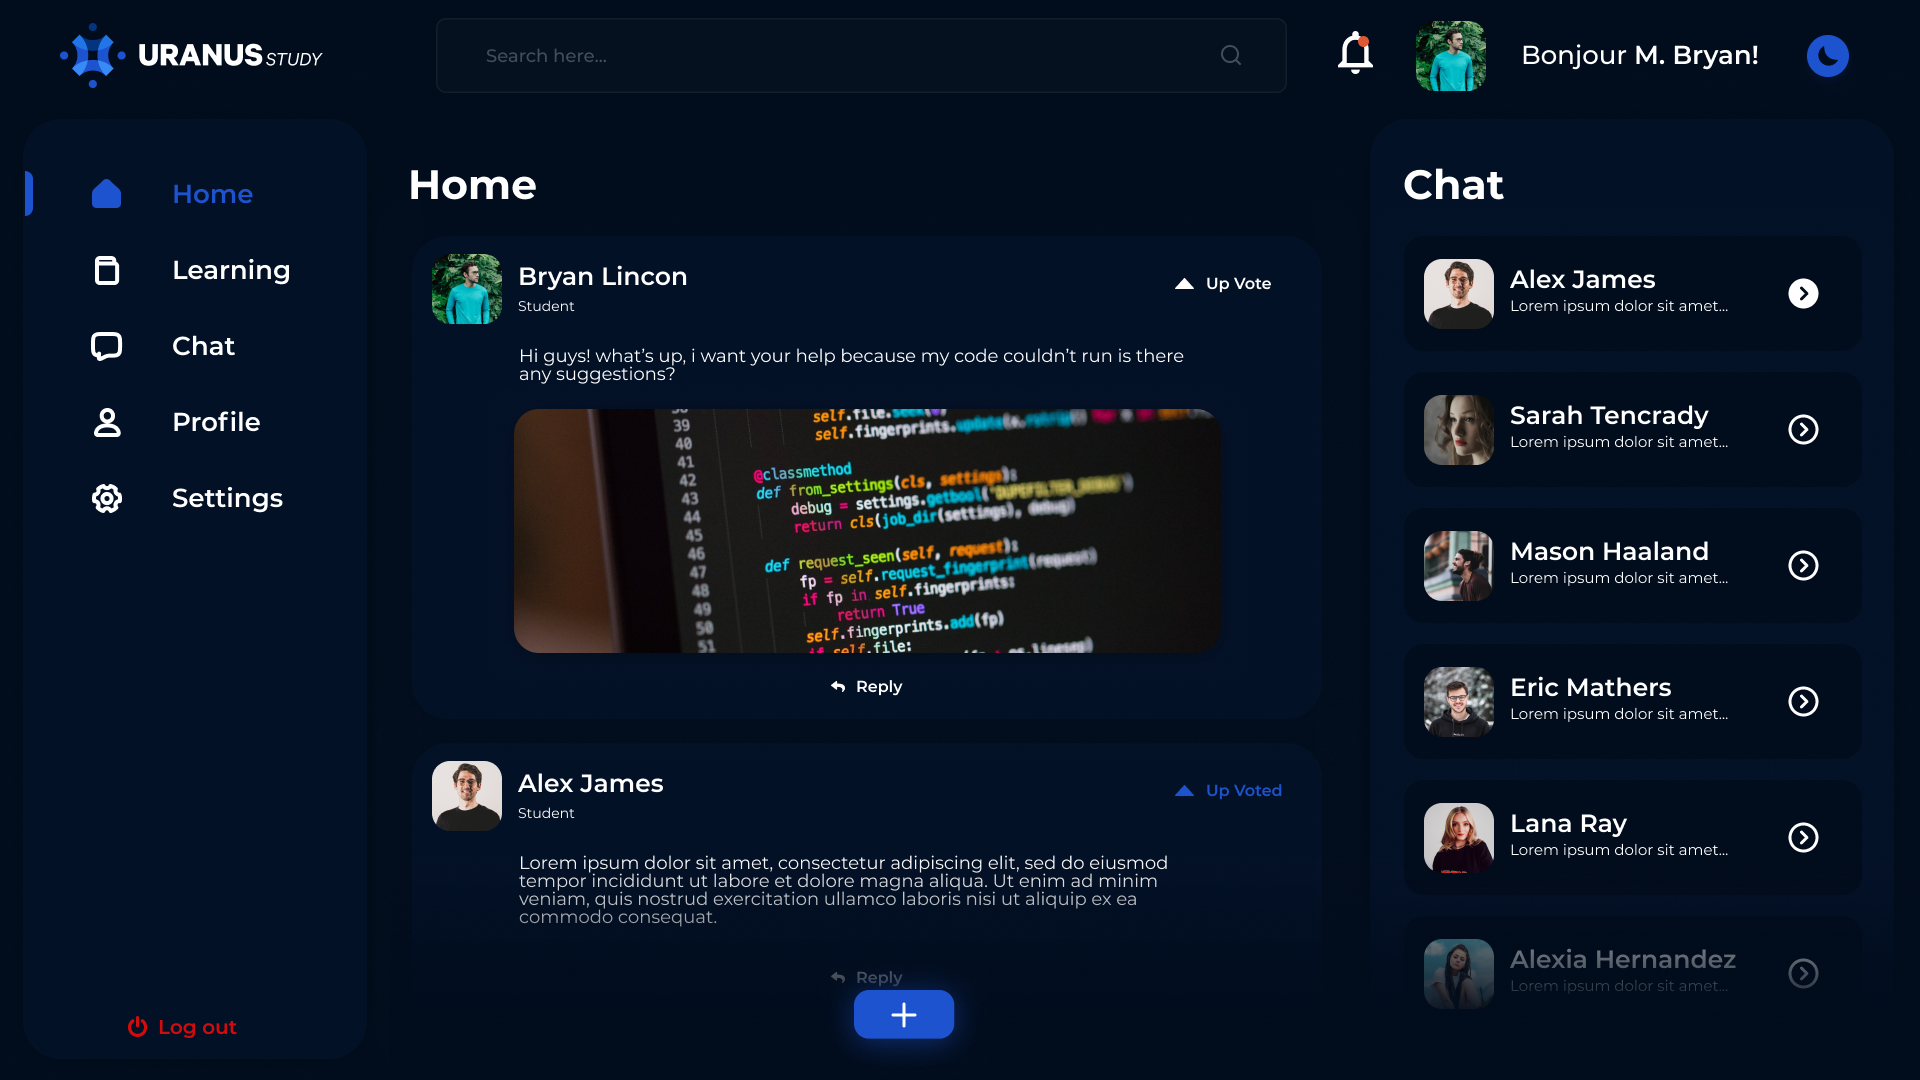 URANUS STUDY
Search here...
Bonjour M. Bryan!
Home
Learning
Chat
Profile
Settings
Log out
Home
Bryan Lincon
Student
Up Vote
Hi guys! what's up, i want your help because my code couldn't run is there
any suggestions?
39
self.file.seek(0)
40
self.fingerprints.update(
41
42
@classmethod
43
def from_settings(cls, settings):
44
debug = settings.getbool("DUPEFILTER_DEBUG")
45
return cls(job_dir(settings), debug)
46
47
def request_seen(self, request):
48
fp = self.request_fingerprint(request)
49
if fp in self.fingerprints:
50
return True
51
self.fingerprints.add(fp)
if self.file:
Reply
Alex James
Student
Up Voted
Lorem ipsum dolor sit amet, consectetur adipiscing elit, sed do eiusmod
tempor incididunt ut labore et dolore magna aliqua. Ut enim ad minim
veniam, quis nostrud exercitation ullamco laboris nisi ut aliquip ex ea
commodo consequat.
Reply
Chat
Alex James
Lorem ipsum dolor sit amet...
Sarah Tencrady
Lorem ipsum dolor sit amet...
Mason Haaland
Lorem ipsum dolor sit amet...
Eric Mathers
Lorem ipsum dolor sit amet...
Lana Ray
Lorem ipsum dolor sit amet...
Alexia Hernandez
Lorem ipsum dolor sit amet...